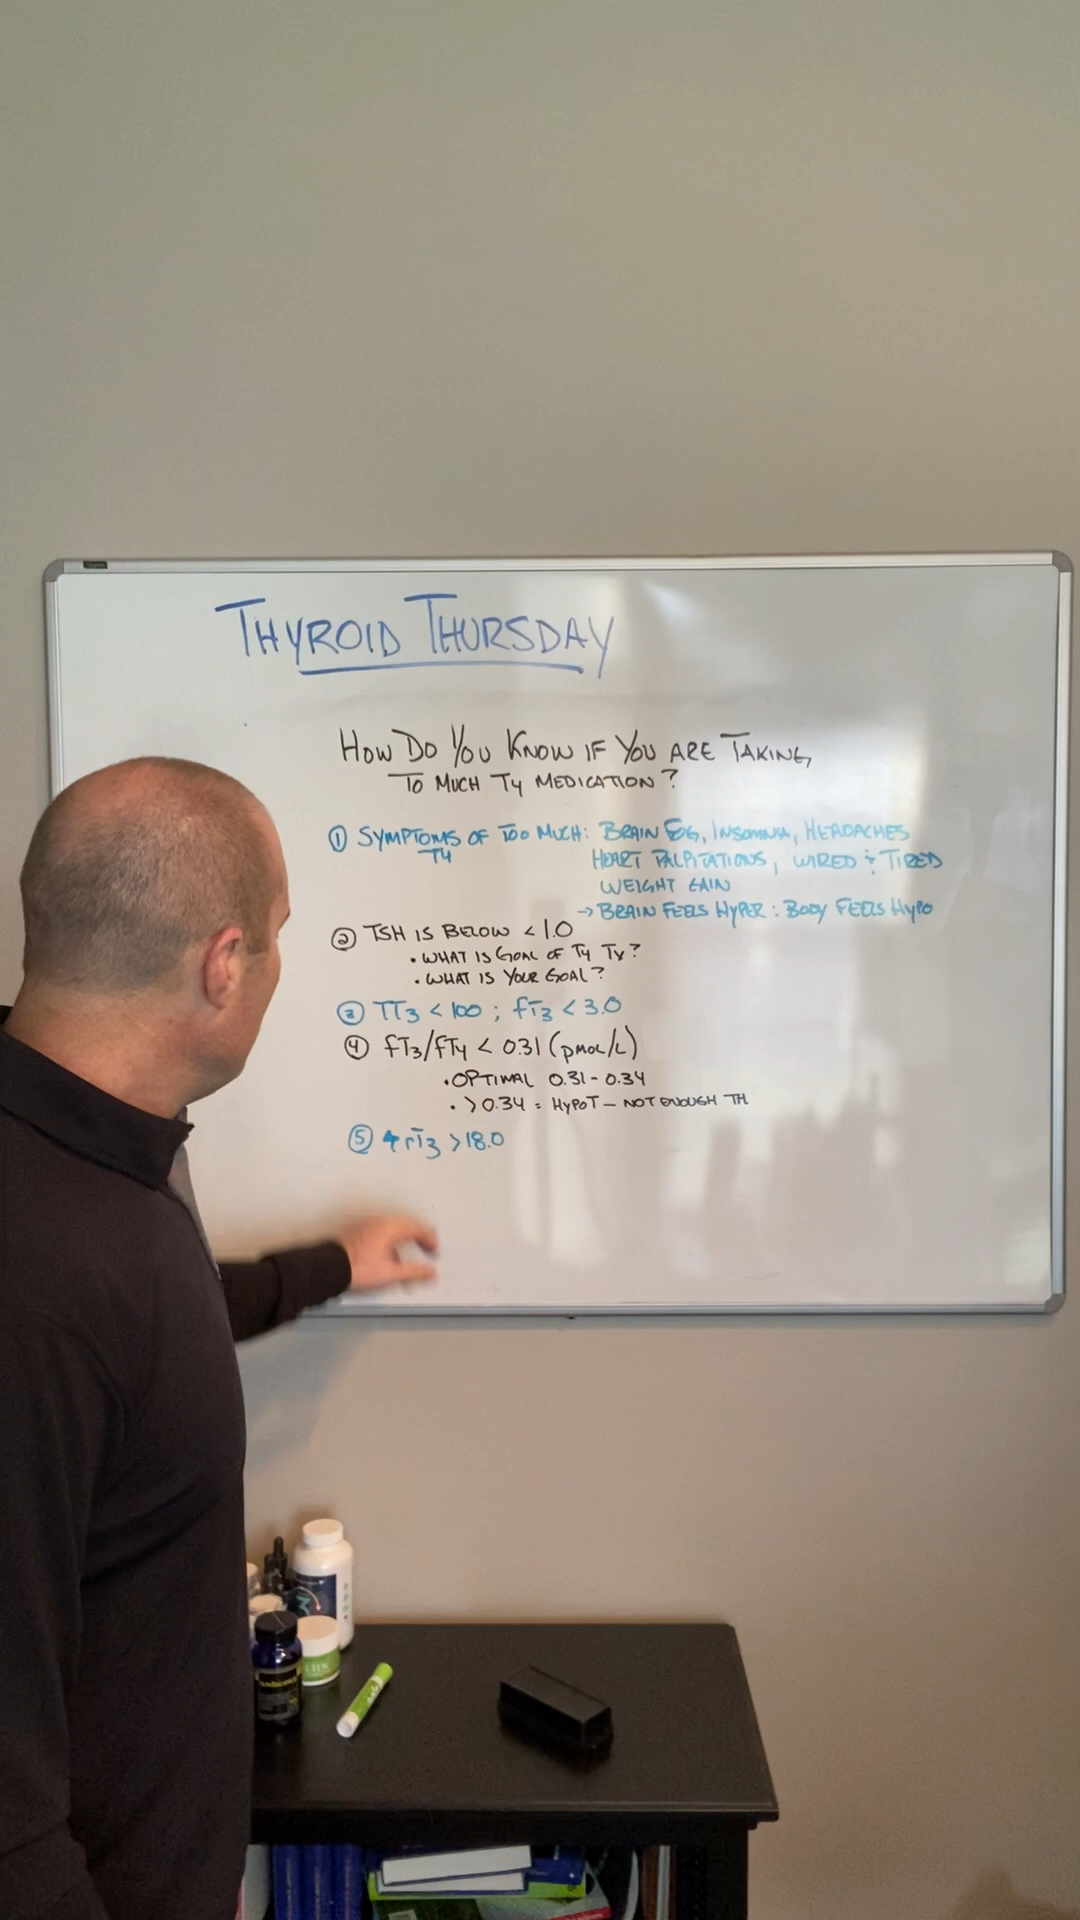 THYROID THURSDAY
HOW DO YOU KNOW IF YOU ARE TAKING
TO MUCH T4 MEDICATION?
① SYMPTOMS OF TOO MUCH: BRAIN FOG, INSOMNIA, HEADACHES
T4 HEART PALPITATIONS, WIRED & TIRED
WEIGHT GAIN
→ BRAIN FEELS HYPER : BODY FEELS HYPO
② TSH IS BELOW < 1.0
• WHAT IS GOAL OF T4 Tx?
• WHAT IS YOUR GOAL?
③ TT3 < 100 ; fT3 < 3.0
④ fT3/fT4 < 0.31 (pmol/L)
• OPTIMAL 0.31 - 0.34
• > 0.34 = HYPOT — NOT ENOUGH TH
⑤ ↑ rT3 > 18.0